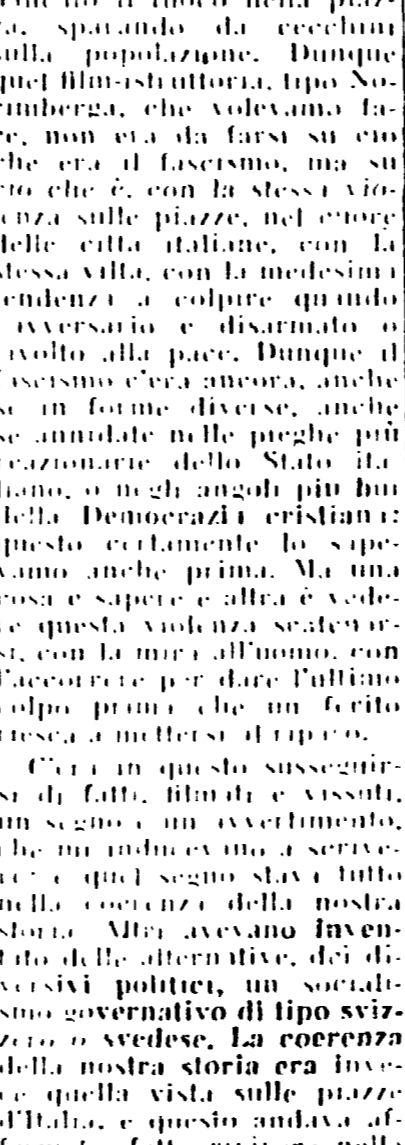 za, sparando da cecchini
sulla popolazione. Dunque
quel film-istruttoria, tipo No-
rimberga, che volevamo fa-
re, non era da farsi su ciò
che era il fascismo, ma su
ciò che è, con la stessa vio-
lenza sulle piazze, nel cuore
delle città italiane, con la
stessa viltà, con la medesima
tendenza a colpire quando
l'avversario è disarmato o
rivolto alla pace. Dunque il
fascismo c'era ancora, anche
se in forme diverse, anche
se annidate nelle pieghe più
reazionarie dello Stato ita-
liano, o negli angoli più bui
della Democrazia cristiana:
questo certamente lo sape-
vamo anche prima. Ma una
cosa è sapere e altra è vede-
re questa violenza scatenar-
si, con la mira all'uomo, con
l'accorrere per dare l'ultimo
colpo prima che un ferito
riesca a mettersi al riparo.
C'era in questo susseguir-
si di fatti, filmati e vissuti,
un segno e un avvertimento,
che mi inducevano a scrive-
re: e quel segno stava tutto
nella coerenza della nostra
storia. Altri avevano inven-
tato delle alternative, dei di-
versivi politici, un sociali-
smo governativo di tipo sviz-
zero o svedese. La coerenza
della nostra storia era inve-
ce quella vista sulle piazze
d'Italia, e questo andava af-